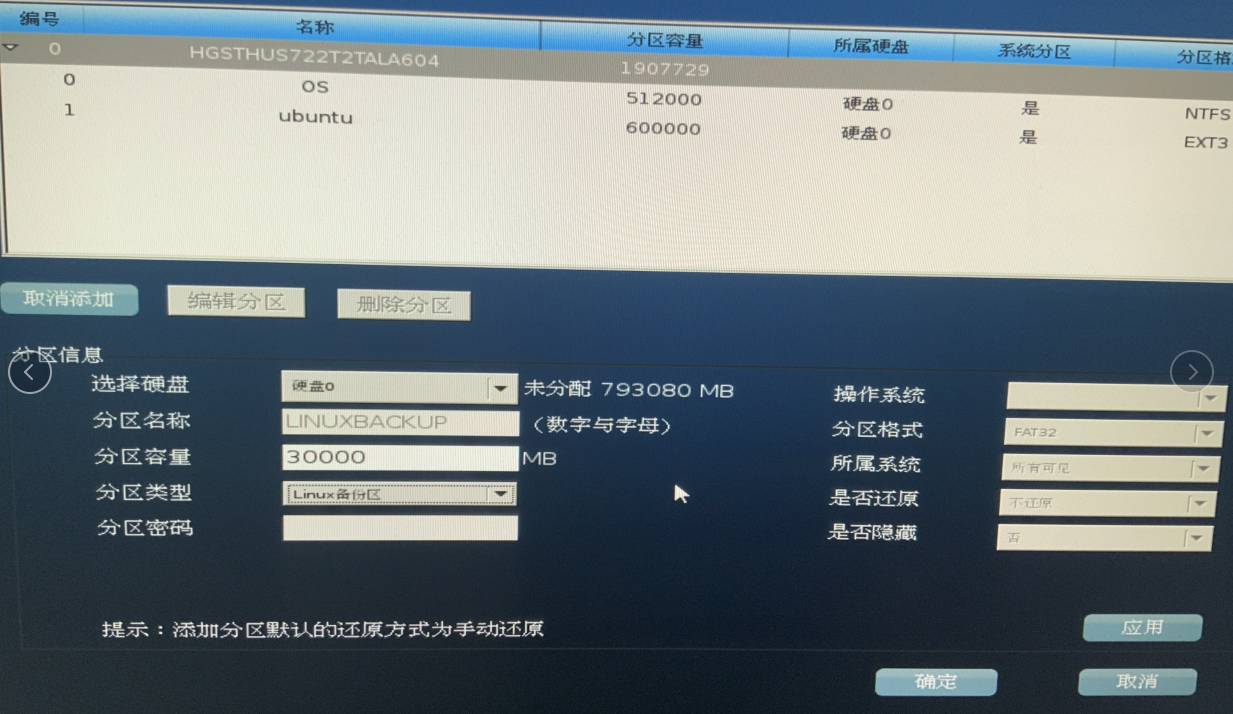 编号 名称 分区容量 所属硬盘 系统分区 分区格
0 HGSTHUS722T2TALA604 1907729
0 OS 512000 硬盘0 是 NTFS
1 ubuntu 600000 硬盘0 是 EXT3
取消添加 编辑分区 删除分区
分区信息
选择硬盘 硬盘0 未分配 793080 MB 操作系统
分区名称 LINUXBACKUP （数字与字母） 分区格式 FAT32
分区容量 30000 MB 所属系统 所有可见
分区类型 Linux备份区 是否还原 不还原
分区密码 是否隐藏 否
提示：添加分区默认的还原方式为手动还原
应用
确定 取消